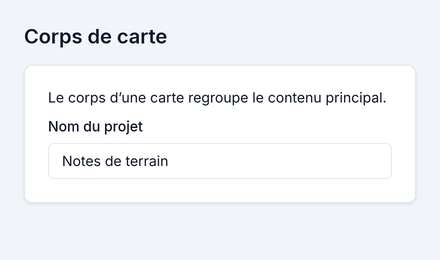 Corps de carte
Le corps d’une carte regroupe le contenu principal.
Nom du projet
Notes de terrain